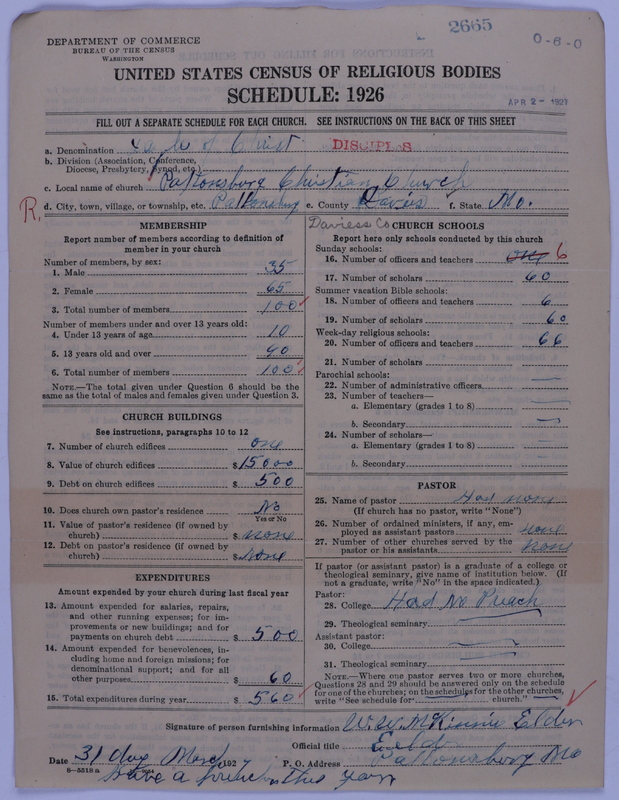 2665
0-6-0
DEPARTMENT OF COMMERCE
BUREAU OF THE CENSUS
WASHINGTON
UNITED STATES CENSUS OF RELIGIOUS BODIES
SCHEDULE: 1926
APR 2 - 1927
FILL OUT A SEPARATE SCHEDULE FOR EACH CHURCH. SEE INSTRUCTIONS ON THE BACK OF THIS SHEET
a. Denomination of Christ DISCIPLES
b. Division (Association, Conference,
Diocese, Presbytery, Synod, etc.)
c. Local name of church Pattonsburg Christian Church
R. d. City, town, village, or township, etc. Pattonsburg e. County Davies f. State Mo.
Daviess Co
MEMBERSHIP
Report number of members according to definition of
member in your church
Number of members, by sex:
1. Male 35
2. Female 65
3. Total number of members 100
Number of members under and over 13 years old:
4. Under 13 years of age 10
5. 13 years old and over 90
6. Total number of members 100
NOTE.—The total given under Question 6 should be the
same as the total of males and females given under Question 3.
CHURCH BUILDINGS
See instructions, paragraphs 10 to 12
7. Number of church edifices one
8. Value of church edifices $15000
9. Debt on church edifices $ 500
10. Does church own pastor's residence No
Yes or No
11. Value of pastor's residence (if owned by
church) $ none
12. Debt on pastor's residence (if owned by
church) $ None
EXPENDITURES
Amount expended by your church during last fiscal year
13. Amount expended for salaries, repairs,
and other running expenses; for im-
provements or new buildings; and for
payments on church debt $ 500
14. Amount expended for benevolences, in-
cluding home and foreign missions; for
denominational support; and for all
other purposes $ 60
15. Total expenditures during year $ 560
CHURCH SCHOOLS
Report here only schools conducted by this church
Sunday schools:
16. Number of officers and teachers 6
17. Number of scholars 60
Summer vacation Bible schools:
18. Number of officers and teachers 6
19. Number of scholars 60
Week-day religious schools:
20. Number of officers and teachers 66
21. Number of scholars
Parochial schools:
22. Number of administrative officers
23. Number of teachers—
a. Elementary (grades 1 to 8)
b. Secondary
24. Number of scholars—
a. Elementary (grades 1 to 8)
b. Secondary
PASTOR
25. Name of pastor Had none
(If church has no pastor, write "None")
26. Number of ordained ministers, if any, em-
ployed as assistant pastors none
27. Number of other churches served by the
pastor or his assistants None
If pastor (or assistant pastor) is a graduate of a college or
theological seminary, give name of institution below. (If
not a graduate, write "No" in the space indicated.)
Pastor:
28. College Had No Preach
29. Theological seminary
Assistant pastor:
30. College
31. Theological seminary
NOTE.—Where one pastor serves two or more churches,
Questions 28 and 29 should be answered only on the schedule
for one of the churches; on the schedules for the other churches,
write "See schedule for church."
Signature of person furnishing information W. W. McKinnie Elder
Official title Elder
Date 31 day March 1927 P. O. Address Pattonsburg Mo
8-5518 a
have a preacher this year